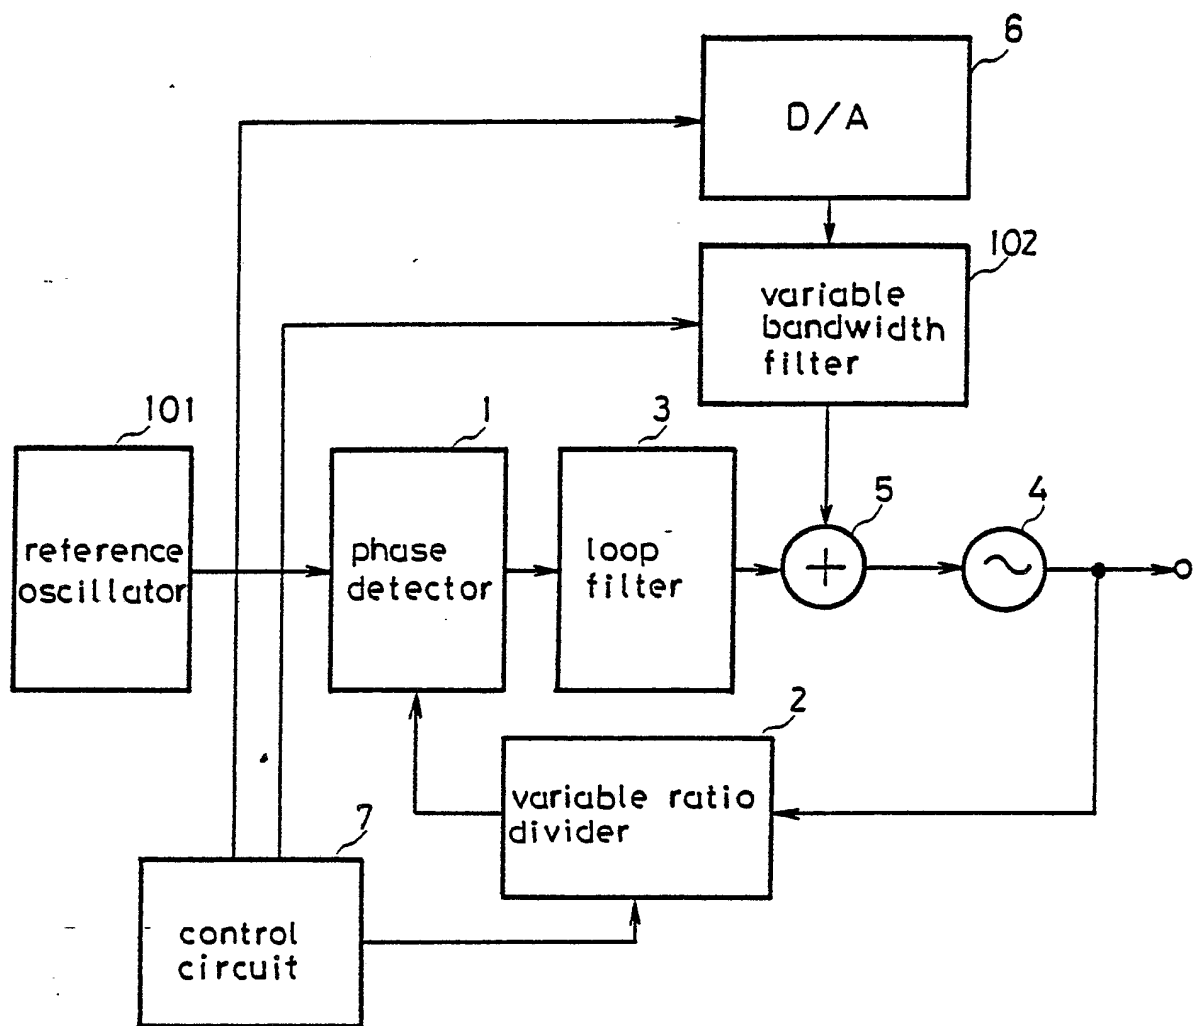 6
D/A
102
variable
bandwidth
filter
101
1
3
5
4
reference
oscillator
phase
detector
loop
filter
+
2
variable ratio
divider
7
control
circuit